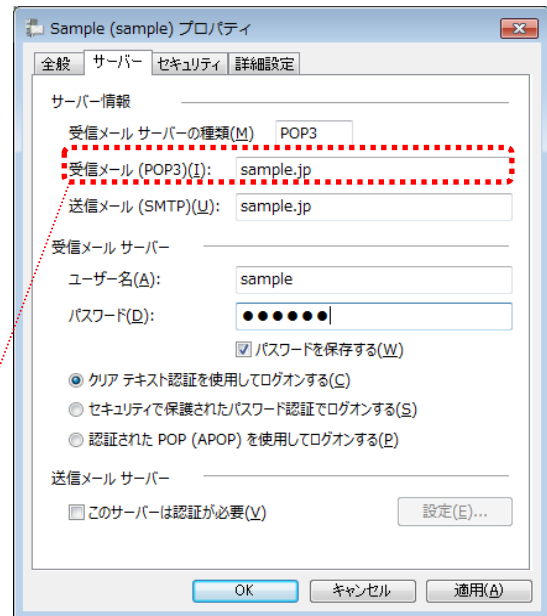 Sample (sample) プロパティ
全般 サーバー セキュリティ 詳細設定
サーバー情報
受信メール サーバーの種類(M) POP3
受信メール (POP3)(I): sample.jp
送信メール (SMTP)(U): sample.jp
受信メール サーバー
ユーザー名(A): sample
パスワード(D): ●●●●●●
パスワードを保存する(W)
クリア テキスト認証を使用してログオンする(C)
セキュリティで保護されたパスワード認証でログオンする(S)
認証された POP (APOP) を使用してログオンする(P)
送信メール サーバー
このサーバーは認証が必要(V) 設定(E)...
OK キャンセル 適用(A)